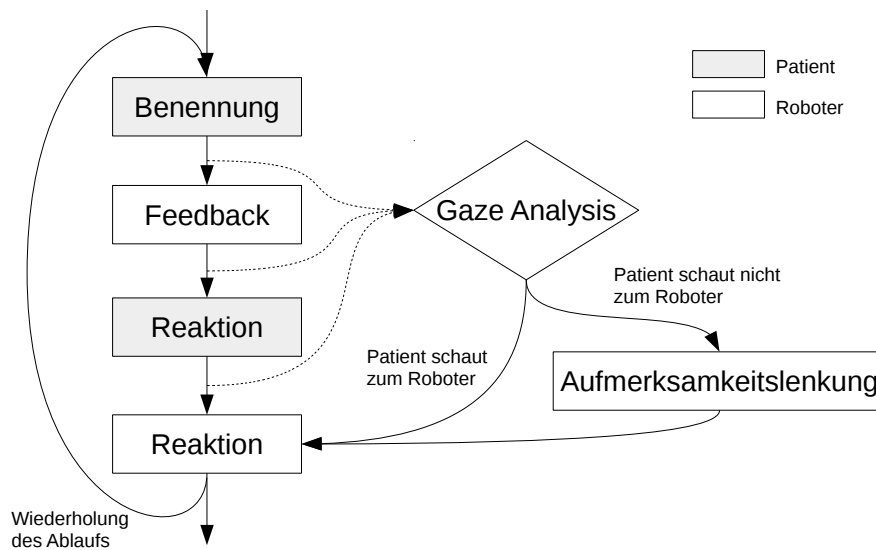 Patient
Benennung
Roboter
Feedback
Gaze Analysis
Patient schaut nicht
zum Roboter
Reaktion
Patient schaut
zum Roboter
Aufmerksamkeitslenkung
Reaktion
Wiederholung
des Ablaufs